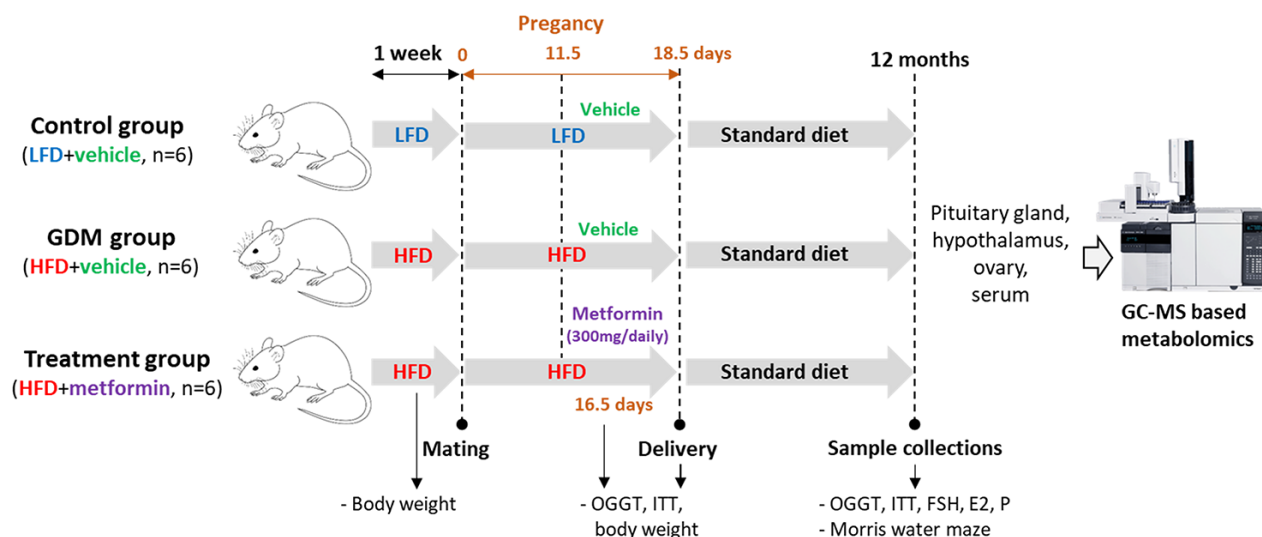 Pregancy
1 week
0
11.5
18.5 days
12 months
Control group
(LFD+vehicle, n=6)
LFD
LFD
Vehicle
Standard diet
GDM group
(HFD+vehicle, n=6)
HFD
HFD
Vehicle
Standard diet
Treatment group
(HFD+metformin, n=6)
HFD
HFD
Metformin
(300mg/daily)
Standard diet
16.5 days
Pituitary gland,
hypothalamus,
ovary,
serum
GC-MS based
metabolomics
Mating
Delivery
Sample collections
- Body weight
- OGGT, ITT,
body weight
- OGGT, ITT, FSH, E2, P
- Morris water maze